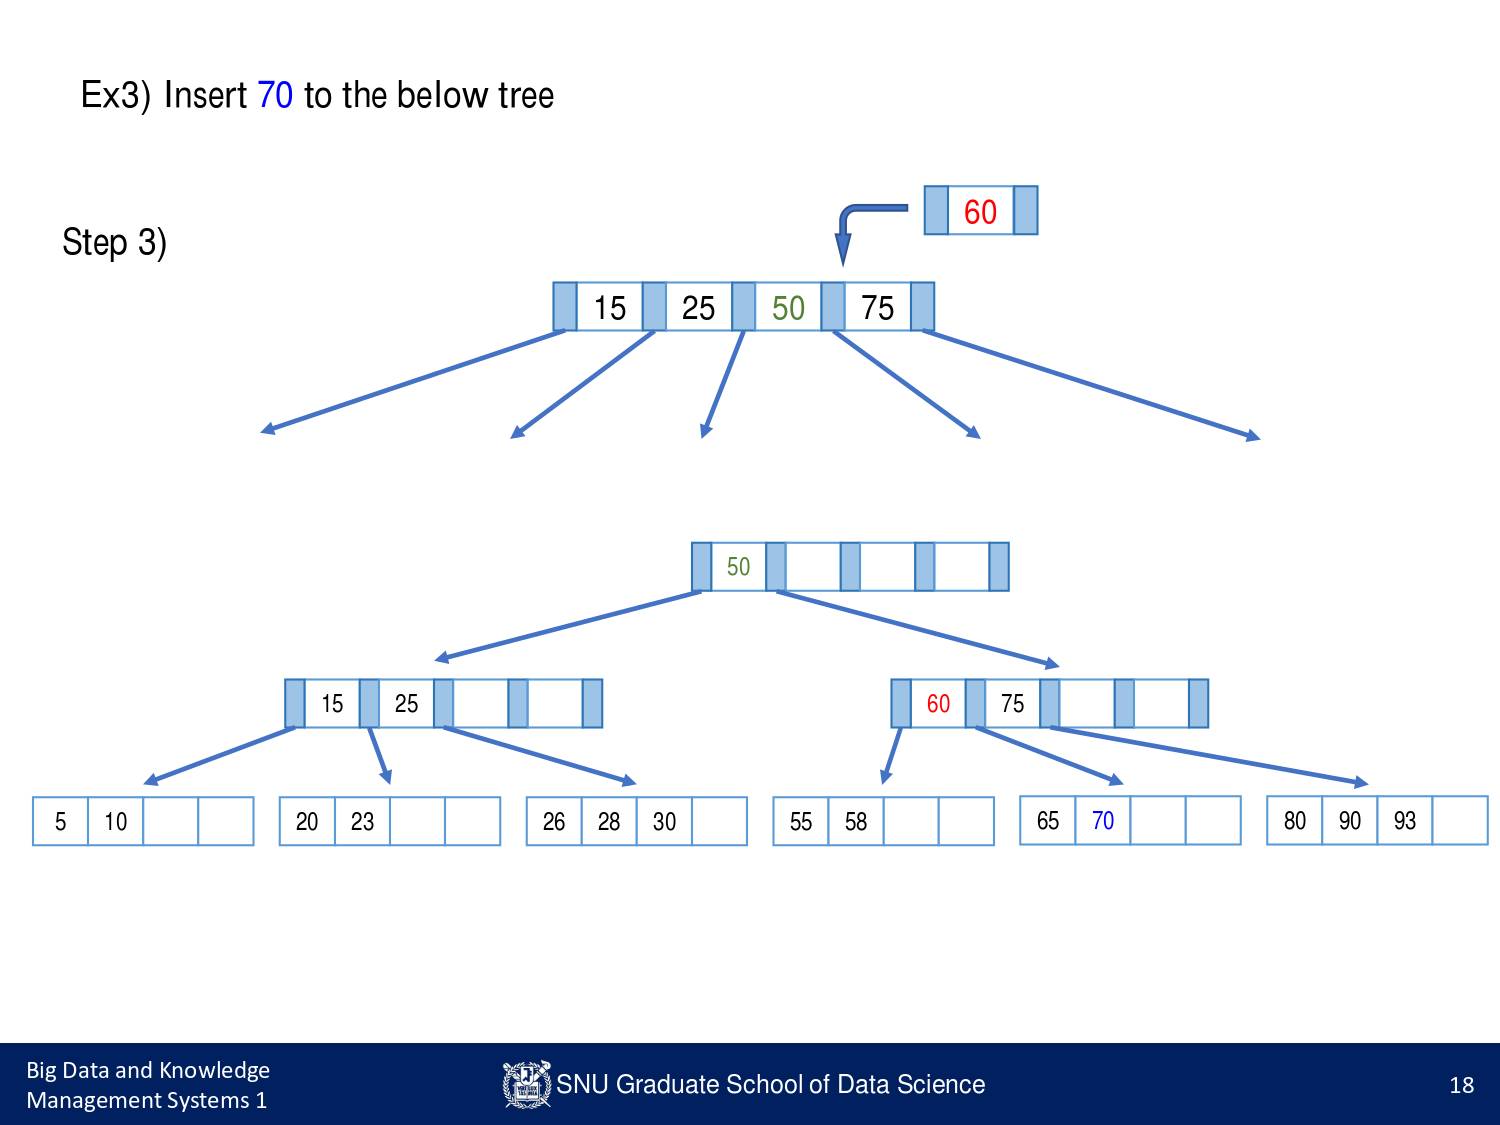 Ex3) Insert 70 to the below tree
60
Step 3)
15 25 50 75
50
15 25
60 75
5 10
20 23
26 28 30
55 58
65 70
80 90 93
Big Data and Knowledge
Management Systems 1
SNU Graduate School of Data Science
18